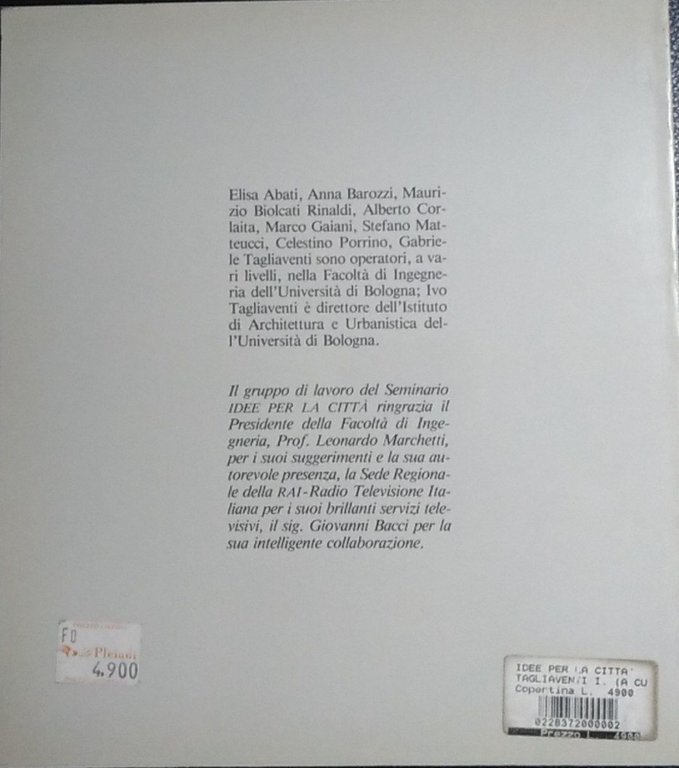 Elisa Abati, Anna Barozzi, Mauri-
zio Biolcati Rinaldi, Alberto Cor-
laita, Marco Gaiani, Stefano Mat-
teucci, Celestino Porrino, Gabrie-
le Tagliaventi sono operatori, a va-
ri livelli, nella Facoltà di Ingegne-
ria dell'Università di Bologna; Ivo
Tagliaventi è direttore dell'Istituto
di Architettura e Urbanistica del-
l'Università di Bologna.
Il gruppo di lavoro del Seminario
IDEE PER LA CITTÀ ringrazia il
Presidente della Facoltà di Inge-
gneria, Prof. Leonardo Marchetti,
per i suoi suggerimenti e la sua au-
torevole presenza, la Sede Regiona-
le della RAI-Radio Televisione Ita-
liana per i suoi brillanti servizi tele-
visivi, il sig. Giovanni Bacci per la
sua intelligente collaborazione.
FO
4.900
IDEE PER LA CITTA'
TAGLIAVENTI I. (A CU
Copertina L. 4900
0228372000002
Prezzo L. 4900